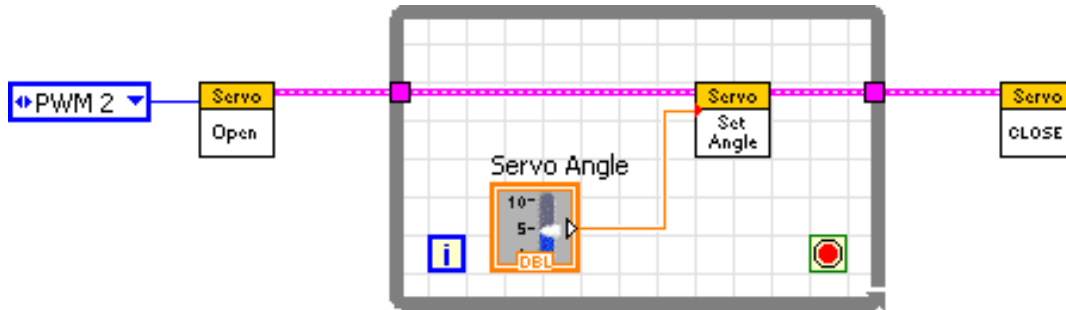 PWM 2
Servo
Open
Servo Angle
10-
5-
DBL
i
Servo
Set
Angle
Servo
CLOSE